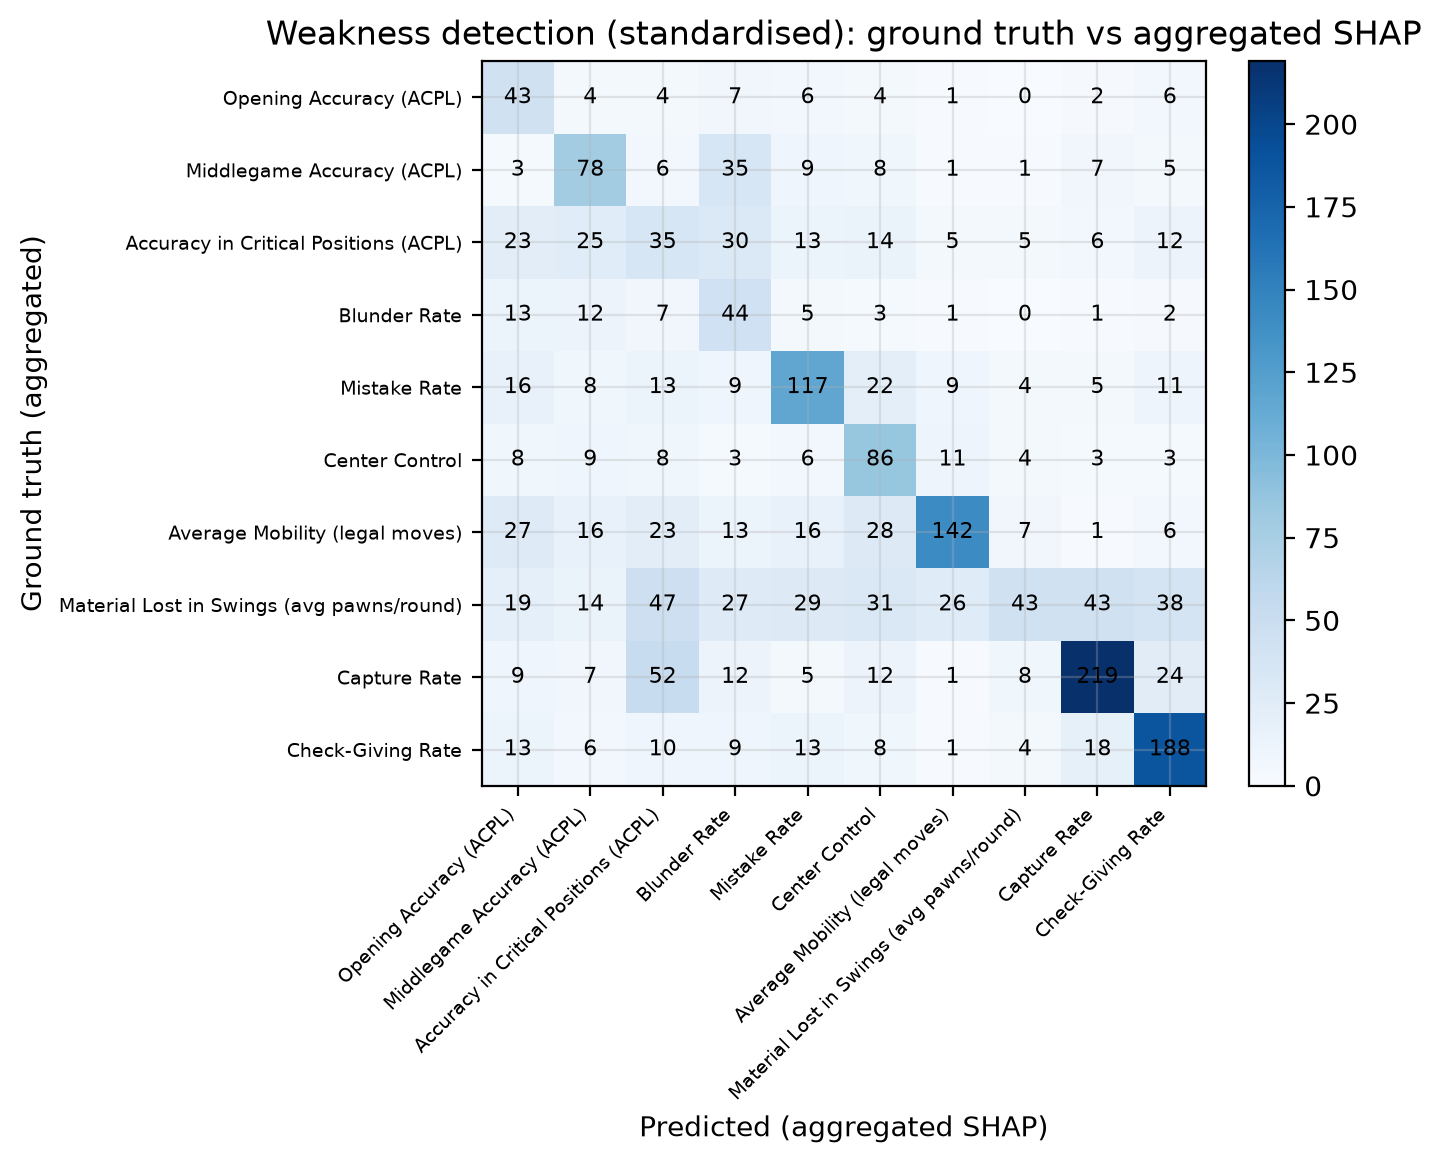 Weakness detection (standardised): ground truth vs aggregated SHAP
Ground truth (aggregated)
Opening Accuracy (ACPL) 43 4 4 7 6 4 1 0 2 6
Middlegame Accuracy (ACPL) 3 78 6 35 9 8 1 1 7 5
Accuracy in Critical Positions (ACPL) 23 25 35 30 13 14 5 5 6 12
Blunder Rate 13 12 7 44 5 3 1 0 1 2
Mistake Rate 16 8 13 9 117 22 9 4 5 11
Center Control 8 9 8 3 6 86 11 4 3 3
Average Mobility (legal moves) 27 16 23 13 16 28 142 7 1 6
Material Lost in Swings (avg pawns/round) 19 14 47 27 29 31 26 43 43 38
Capture Rate 9 7 52 12 5 12 1 8 219 24
Check-Giving Rate 13 6 10 9 13 8 1 4 18 188
Opening Accuracy (ACPL)
Middlegame Accuracy (ACPL)
Accuracy in Critical Positions (ACPL)
Blunder Rate
Mistake Rate
Center Control
Average Mobility (legal moves)
Material Lost in Swings (avg pawns/round)
Capture Rate
Check-Giving Rate
Predicted (aggregated SHAP)
200
175
150
125
100
75
50
25
0